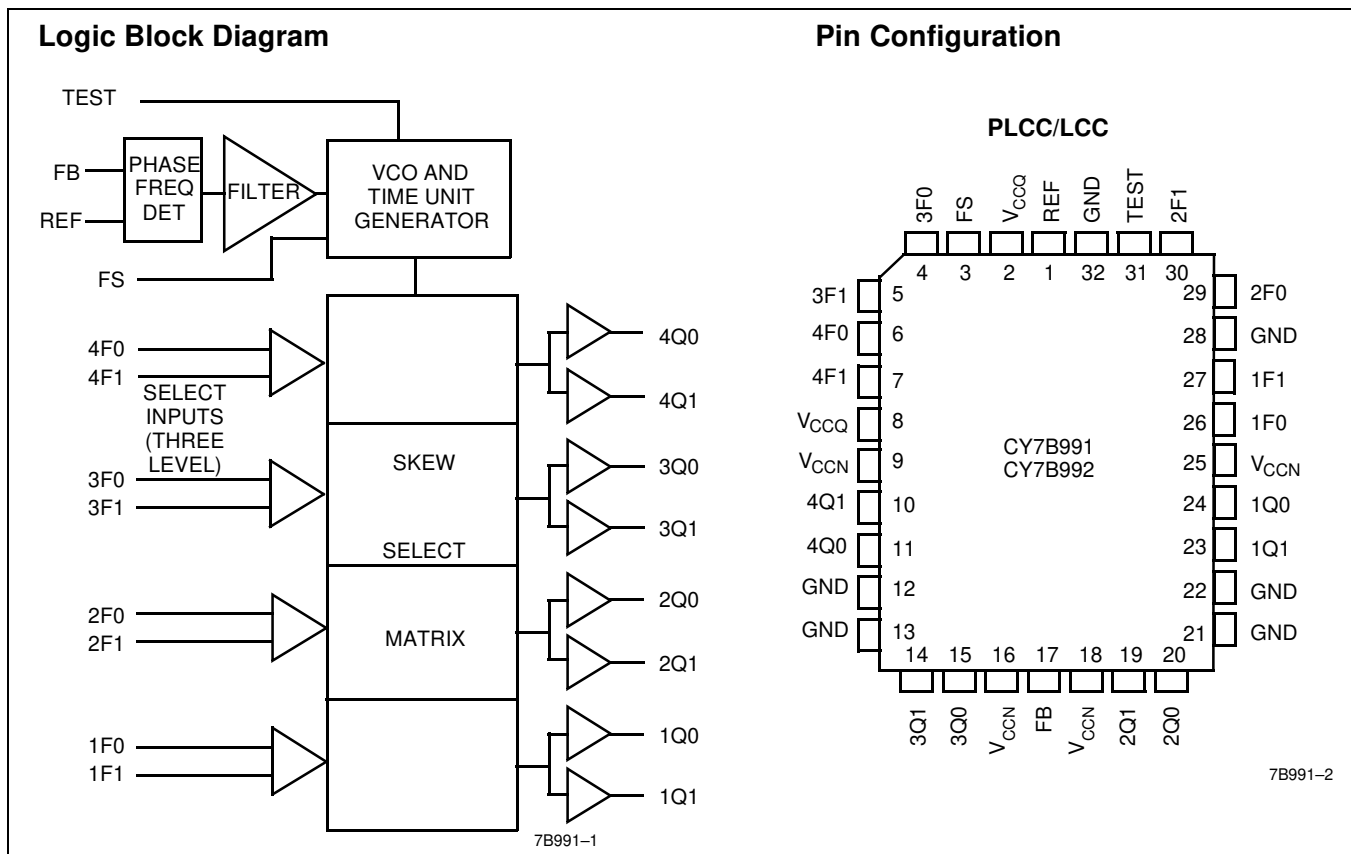 Logic Block Diagram
TEST
FB
REF
PHASE
FREQ
DET
FILTER
VCO AND
TIME UNIT
GENERATOR
FS
4F0
4F1
SELECT
INPUTS
(THREE
LEVEL)
3F0
3F1
2F0
2F1
1F0
1F1
SKEW
SELECT
MATRIX
4Q0
4Q1
3Q0
3Q1
2Q0
2Q1
1Q0
1Q1
7B991–1
Pin Configuration
PLCC/LCC
3F0 FS VCCQ REF GND TEST 2F1
4 3 2 1 32 31 30
3F1 5
4F0 6
4F1 7
VCCQ 8
VCCN 9
4Q1 10
4Q0 11
GND 12
GND 13
CY7B991
CY7B992
29 2F0
28 GND
27 1F1
26 1F0
25 VCCN
24 1Q0
23 1Q1
22 GND
21 GND
14 15 16 17 18 19 20
3Q1 3Q0 VCCN FB VCCN 2Q1 2Q0
7B991–2